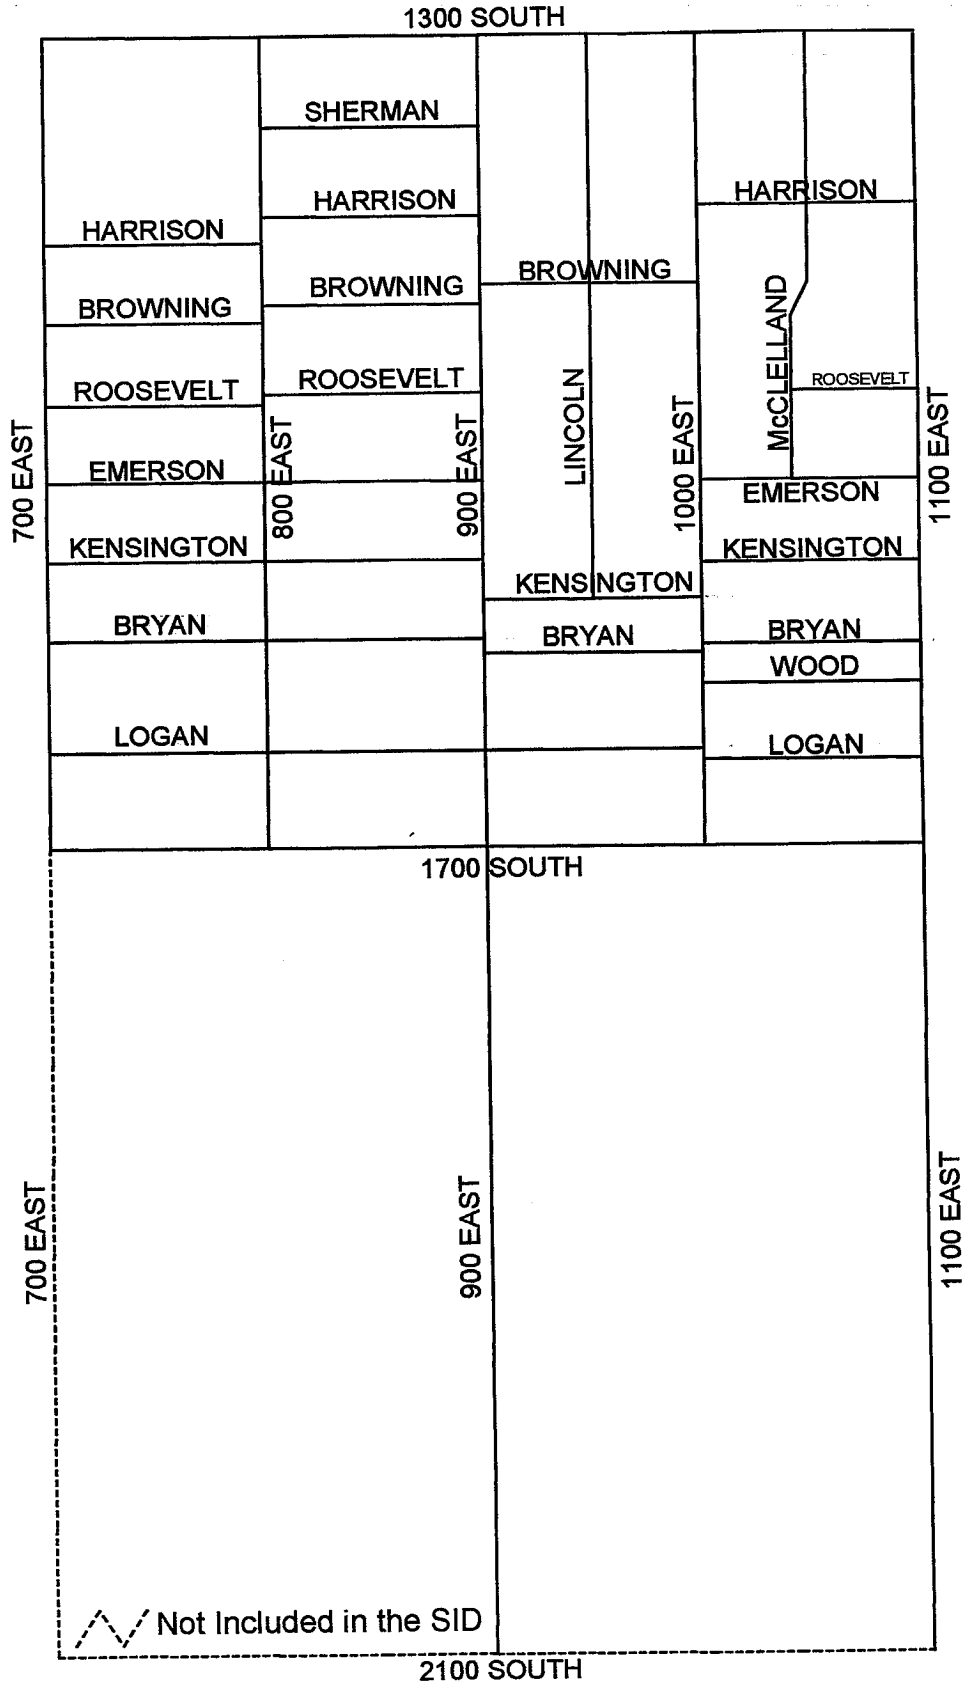 1300 SOUTH
SHERMAN
HARRISON
HARRISON
HARRISON
BROWNING
BROWNING
BROWNING
ROOSEVELT
ROOSEVELT
ROOSEVELT
McCLELLAND
LINCOLN
700 EAST
800 EAST
900 EAST
1000 EAST
1100 EAST
EMERSON
EMERSON
KENSINGTON
KENSINGTON
KENSINGTON
BRYAN
BRYAN
BRYAN
WOOD
LOGAN
LOGAN
1700 SOUTH
700 EAST
900 EAST
1100 EAST
Not Included in the SID
2100 SOUTH